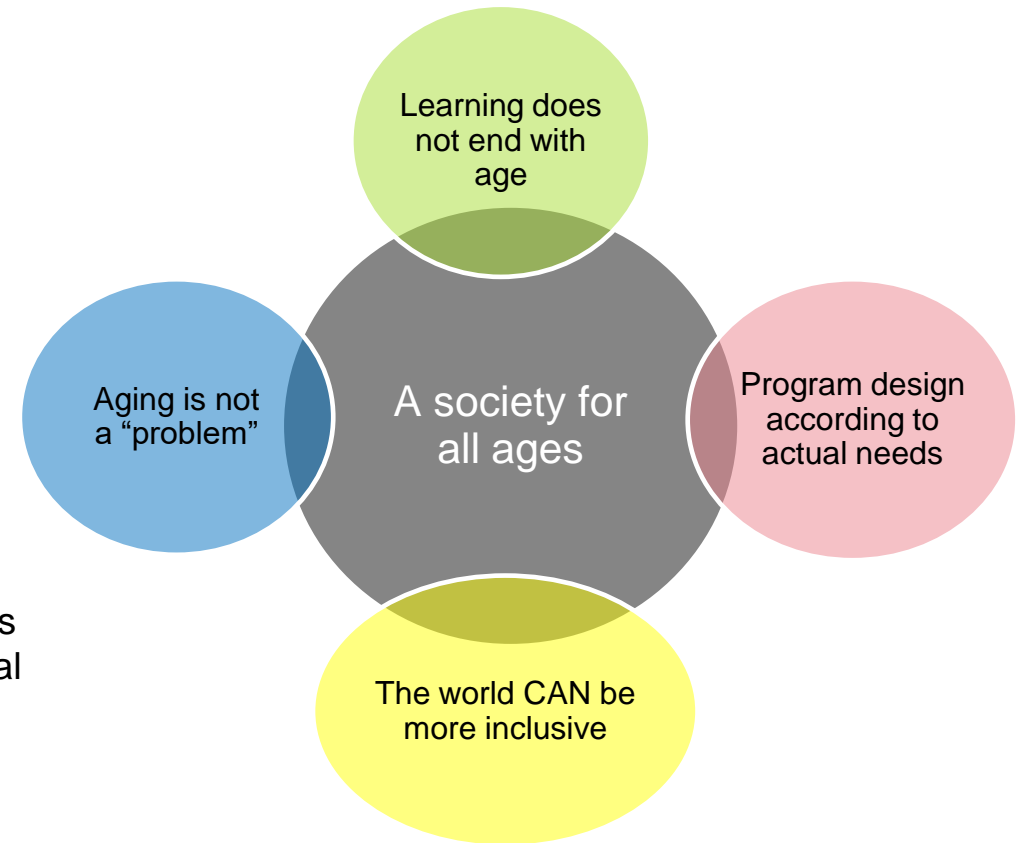 Learning does
not end with
age
Aging is not
a “problem”
A society for
all ages
Program design
according to
actual needs
The world CAN be
more inclusive